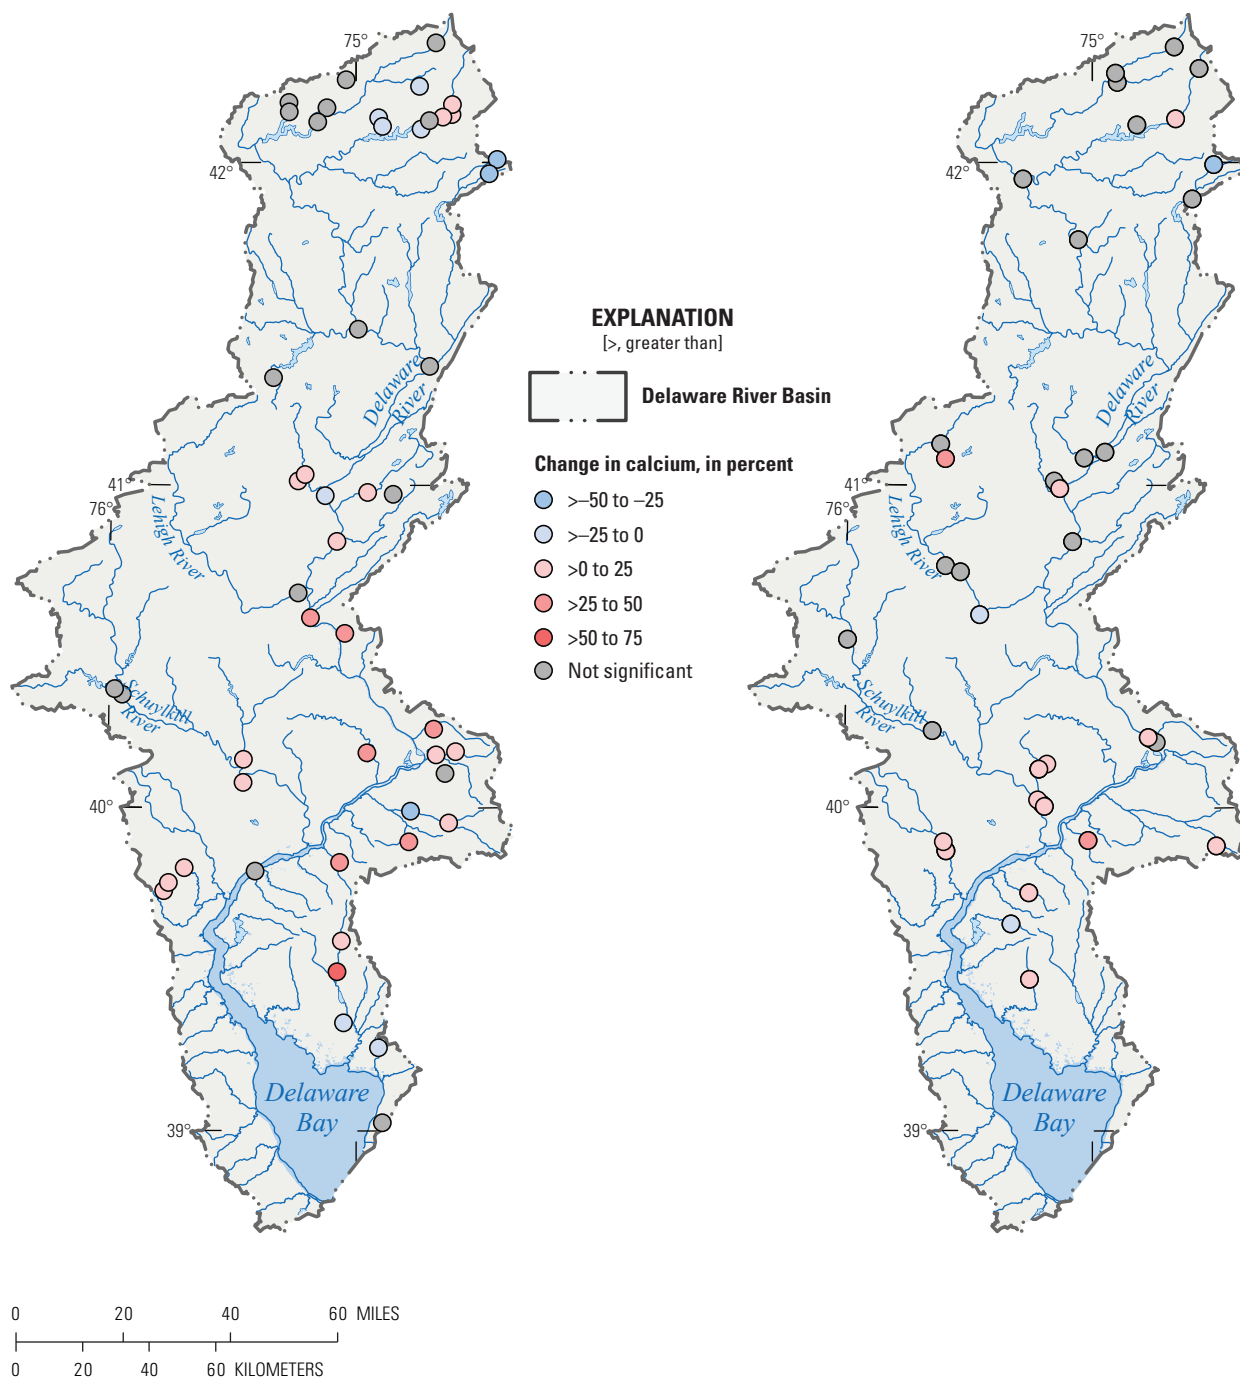 75°
42°
Delaware
River
41°
76°
Lehigh River
Schuylkill
River
40°
Delaware
Bay
39°
EXPLANATION
[>, greater than]
Delaware River Basin
Change in calcium, in percent
>–50 to –25
>–25 to 0
>0 to 25
>25 to 50
>50 to 75
Not significant
75°
42°
Delaware
River
41°
76°
Lehigh River
Schuylkill
River
40°
Delaware
Bay
39°
0 20 40 60 MILES
0 20 40 60 KILOMETERS